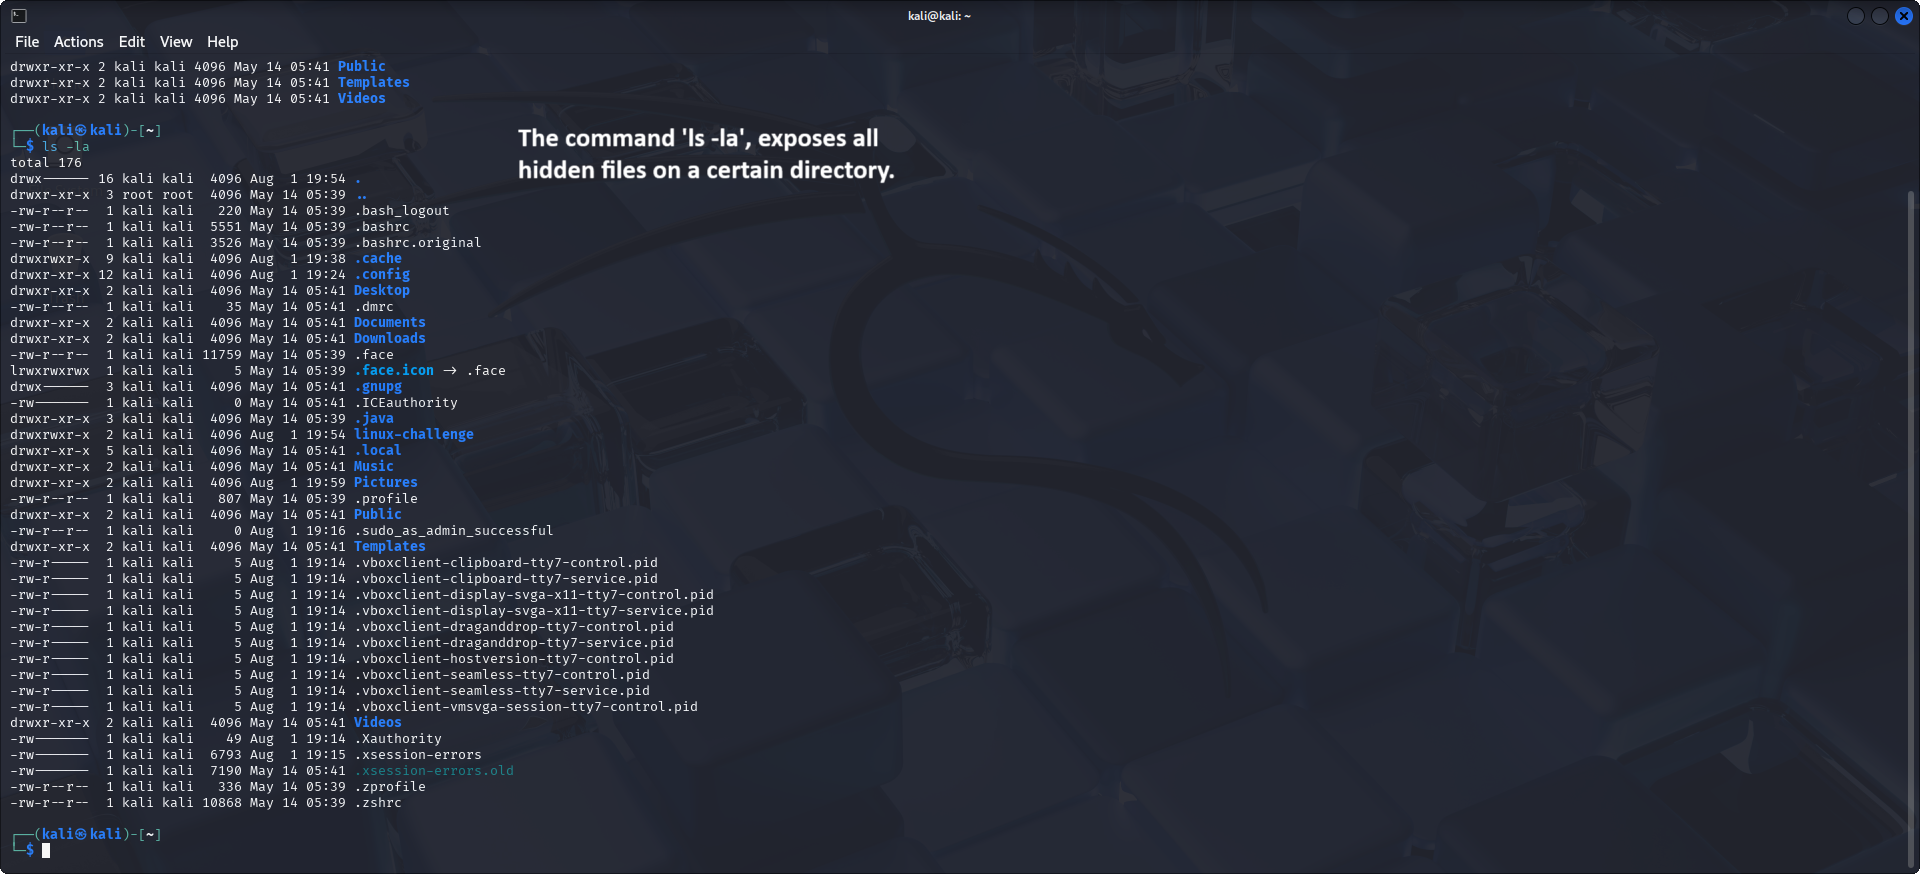 kali@kali: ~
File Actions Edit View Help
drwxr-xr-x 2 kali kali 4096 May 14 05:41 Public
drwxr-xr-x 2 kali kali 4096 May 14 05:41 Templates
drwxr-xr-x 2 kali kali 4096 May 14 05:41 Videos
┌──(kali㉿kali)-[~]
└─$ ls -la
The command 'ls -la', exposes all
hidden files on a certain directory.
total 176
drwx------ 16 kali kali  4096 Aug  1 19:54 .
drwxr-xr-x  3 root root  4096 May 14 05:39 ..
-rw-r--r--  1 kali kali   220 May 14 05:39 .bash_logout
-rw-r--r--  1 kali kali  5551 May 14 05:39 .bashrc
-rw-r--r--  1 kali kali  3526 May 14 05:39 .bashrc.original
drwxrwxr-x  9 kali kali  4096 Aug  1 19:38 .cache
drwxr-xr-x 12 kali kali  4096 Aug  1 19:24 .config
drwxr-xr-x  2 kali kali  4096 May 14 05:41 Desktop
-rw-r--r--  1 kali kali    35 May 14 05:41 .dmrc
drwxr-xr-x  2 kali kali  4096 May 14 05:41 Documents
drwxr-xr-x  2 kali kali  4096 May 14 05:41 Downloads
-rw-r--r--  1 kali kali 11759 May 14 05:39 .face
lrwxrwxrwx  1 kali kali     5 May 14 05:39 .face.icon -> .face
drwx------  3 kali kali  4096 May 14 05:41 .gnupg
-rw-------  1 kali kali     0 May 14 05:41 .ICEauthority
drwxr-xr-x  3 kali kali  4096 May 14 05:39 .java
drwxrwxr-x  2 kali kali  4096 Aug  1 19:54 linux-challenge
drwxr-xr-x  5 kali kali  4096 May 14 05:41 .local
drwxr-xr-x  2 kali kali  4096 May 14 05:41 Music
drwxr-xr-x  2 kali kali  4096 Aug  1 19:59 Pictures
-rw-r--r--  1 kali kali   807 May 14 05:39 .profile
drwxr-xr-x  2 kali kali  4096 May 14 05:41 Public
-rw-r--r--  1 kali kali     0 Aug  1 19:16 .sudo_as_admin_successful
drwxr-xr-x  2 kali kali  4096 May 14 05:41 Templates
-rw-r-----  1 kali kali     5 Aug  1 19:14 .vboxclient-clipboard-tty7-control.pid
-rw-r-----  1 kali kali     5 Aug  1 19:14 .vboxclient-clipboard-tty7-service.pid
-rw-r-----  1 kali kali     5 Aug  1 19:14 .vboxclient-display-svga-x11-tty7-control.pid
-rw-r-----  1 kali kali     5 Aug  1 19:14 .vboxclient-display-svga-x11-tty7-service.pid
-rw-r-----  1 kali kali     5 Aug  1 19:14 .vboxclient-draganddrop-tty7-control.pid
-rw-r-----  1 kali kali     5 Aug  1 19:14 .vboxclient-draganddrop-tty7-service.pid
-rw-r-----  1 kali kali     5 Aug  1 19:14 .vboxclient-hostversion-tty7-control.pid
-rw-r-----  1 kali kali     5 Aug  1 19:14 .vboxclient-seamless-tty7-control.pid
-rw-r-----  1 kali kali     5 Aug  1 19:14 .vboxclient-seamless-tty7-service.pid
-rw-r-----  1 kali kali     5 Aug  1 19:14 .vboxclient-vmsvga-session-tty7-control.pid
drwxr-xr-x  2 kali kali  4096 May 14 05:41 Videos
-rw-------  1 kali kali    49 Aug  1 19:14 .Xauthority
-rw-------  1 kali kali  6793 Aug  1 19:15 .xsession-errors
-rw-------  1 kali kali  7190 May 14 05:41 .xsession-errors.old
-rw-r--r--  1 kali kali   336 May 14 05:39 .zprofile
-rw-r--r--  1 kali kali 10868 May 14 05:39 .zshrc
┌──(kali㉿kali)-[~]
└─$